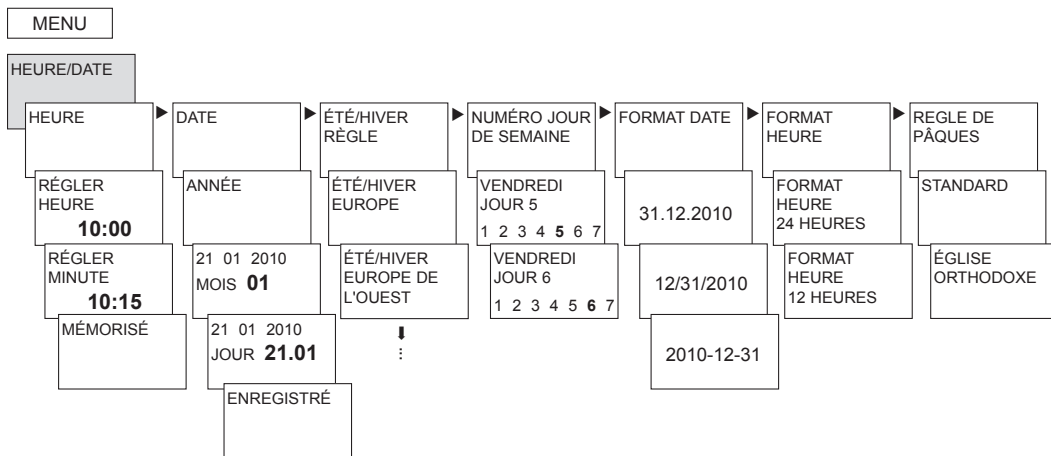 MENU
HEURE/DATE
HEURE
RÉGLER
HEURE
10:00
RÉGLER
MINUTE
10:15
MÉMORISÉ
DATE
ANNÉE
21 01 2010
MOIS 01
21 01 2010
JOUR 21.01
ENREGISTRÉ
ÉTÉ/HIVER
RÈGLE
ÉTÉ/HIVER
EUROPE
ÉTÉ/HIVER
EUROPE DE
L'OUEST
NUMÉRO JOUR
DE SEMAINE
VENDREDI
JOUR 5
1 2 3 4 5 6 7
VENDREDI
JOUR 6
1 2 3 4 5 6 7
FORMAT DATE
31.12.2010
12/31/2010
2010-12-31
FORMAT
HEURE
FORMAT
HEURE
24 HEURES
FORMAT
HEURE
12 HEURES
REGLE DE
PÂQUES
STANDARD
ÉGLISE
ORTHODOXE